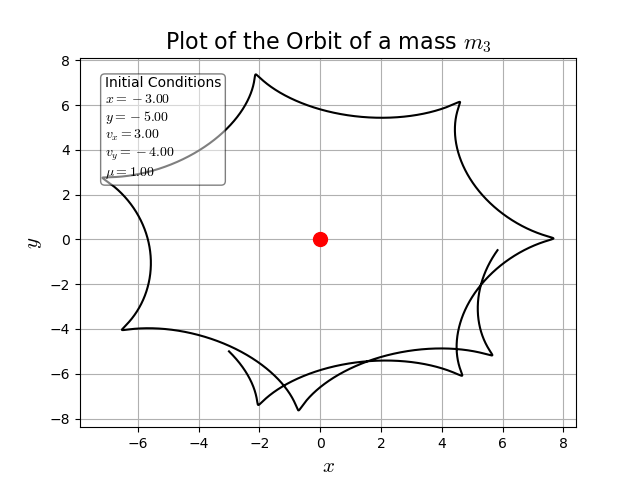 Plot of the Orbit of a mass m₃
Initial Conditions
x = −3.00
y = −5.00
vₓ = 3.00
v_y = −4.00
μ = 1.00
8
6
4
2
0
−2
−4
−6
−8
y
−6
−4
−2
0
2
4
6
8
x